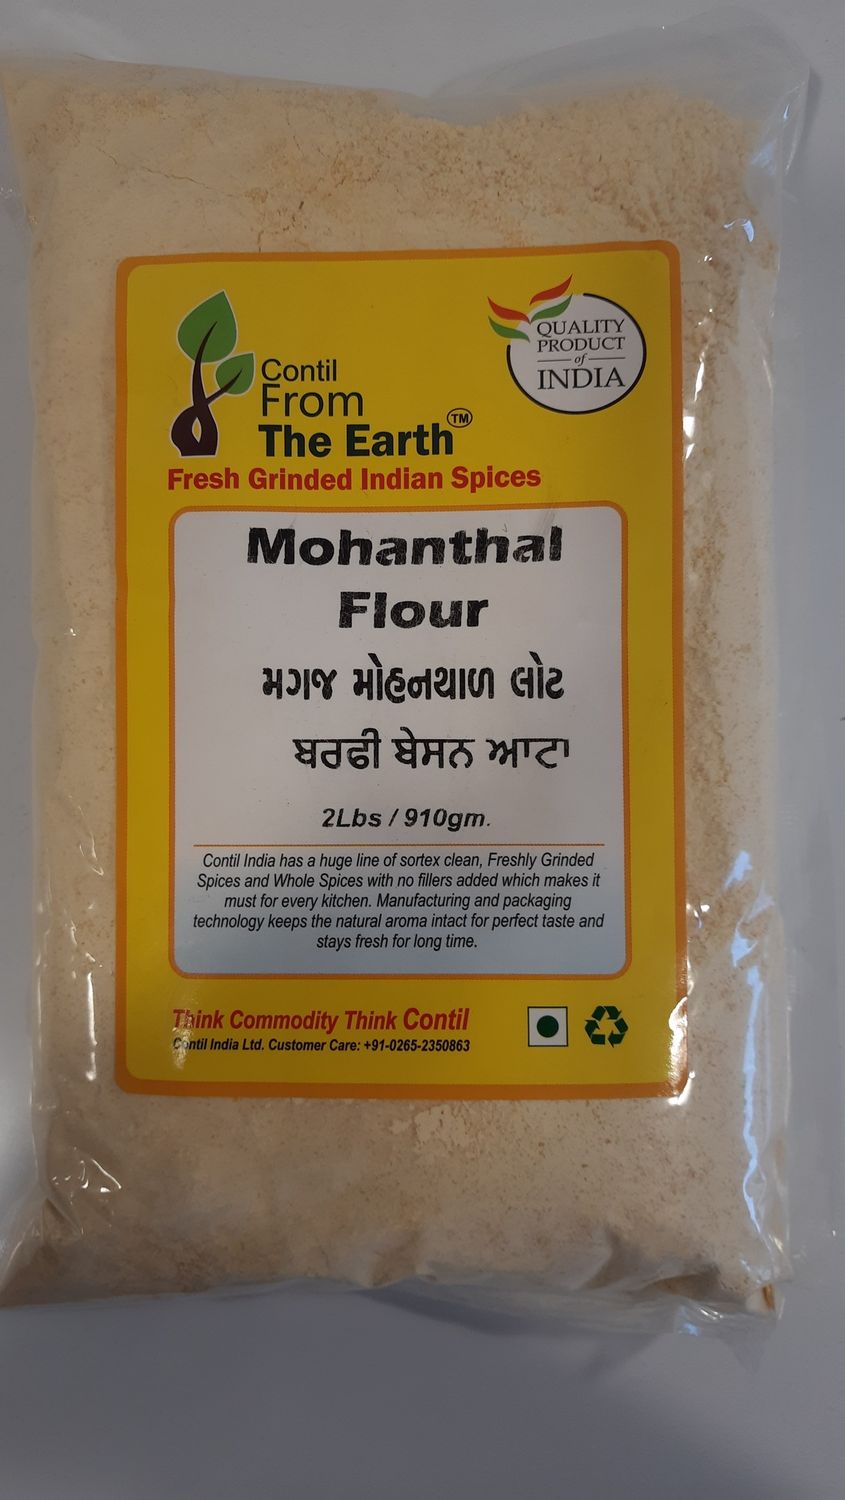 Contil
From
The Earth™
Fresh Grinded Indian Spices
QUALITY
PRODUCT
of
INDIA
Mohanthal
Flour
મગજ મોહનથાળ લોટ
ਬਰਫੀ ਬੇਸਨ ਆਟਾ
2Lbs / 910gm.
Contil India has a huge line of sortex clean, Freshly Grinded
Spices and Whole Spices with no fillers added which makes it
must for every kitchen. Manufacturing and packaging
technology keeps the natural aroma intact for perfect taste and
stays fresh for long time.
Think Commodity Think Contil
Contil India Ltd. Customer Care: +91-0265-2350863